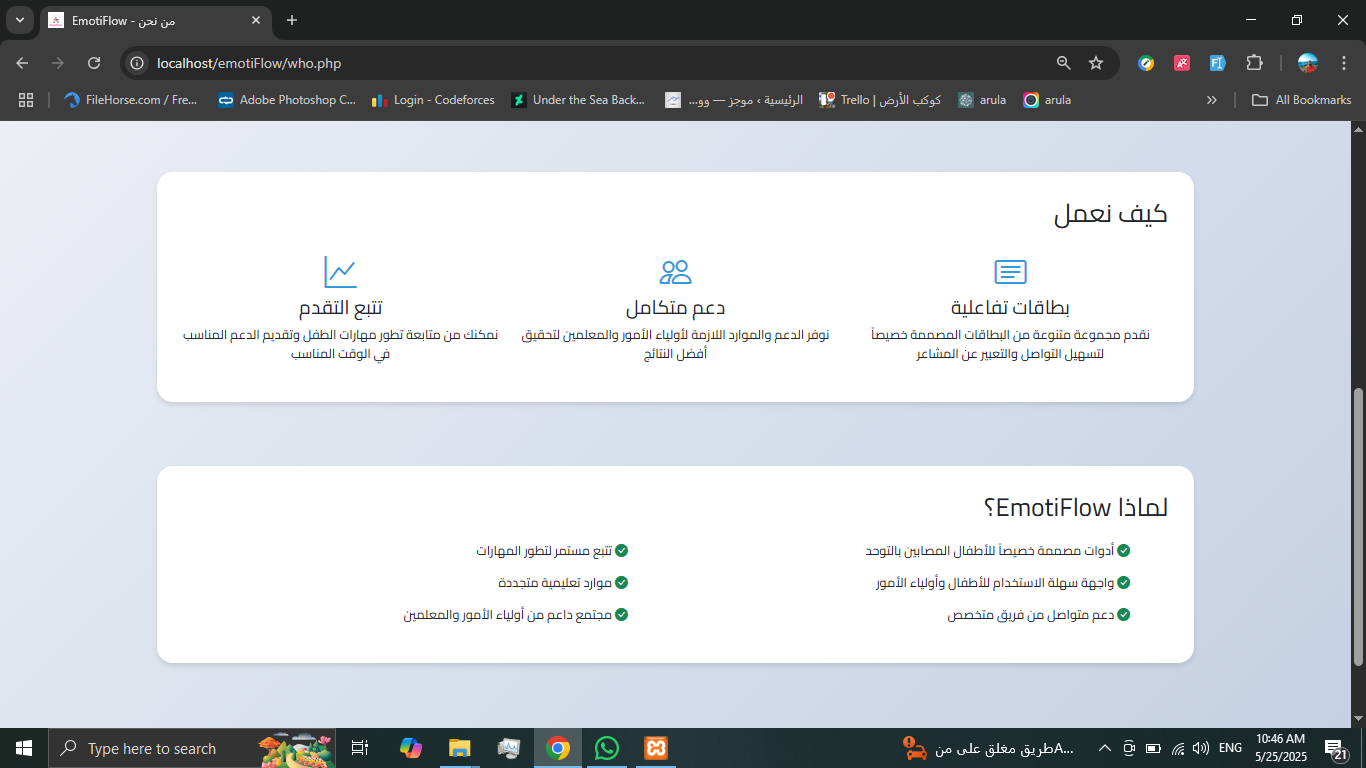 EmotiFlow - من نحن
localhost/emotiFlow/who.php
FileHorse.com / Fre...
Adobe Photoshop C...
Login - Codeforces
Under the Sea Back...
الرئيسية › موجز — وو...
كوكب الأرض | Trello
arula
arula
All Bookmarks
كيف نعمل
بطاقات تفاعلية
نقدم مجموعة متنوعة من البطاقات المصممة خصيصاً
لتسهيل التواصل والتعبير عن المشاعر
دعم متكامل
نوفر الدعم والموارد اللازمة لأولياء الأمور والمعلمين لتحقيق
أفضل النتائج
تتبع التقدم
نمكنك من متابعة تطور مهارات الطفل وتقديم الدعم المناسب
في الوقت المناسب
لماذا EmotiFlow؟
أدوات مصممة خصيصاً للأطفال المصابين بالتوحد
واجهة سهلة الاستخدام للأطفال وأولياء الأمور
دعم متواصل من فريق متخصص
تتبع مستمر لتطور المهارات
موارد تعليمية متجددة
مجتمع داعم من أولياء الأمور والمعلمين
Type here to search
طريق مغلق على من A...
ENG
10:46 AM
5/25/2025
21